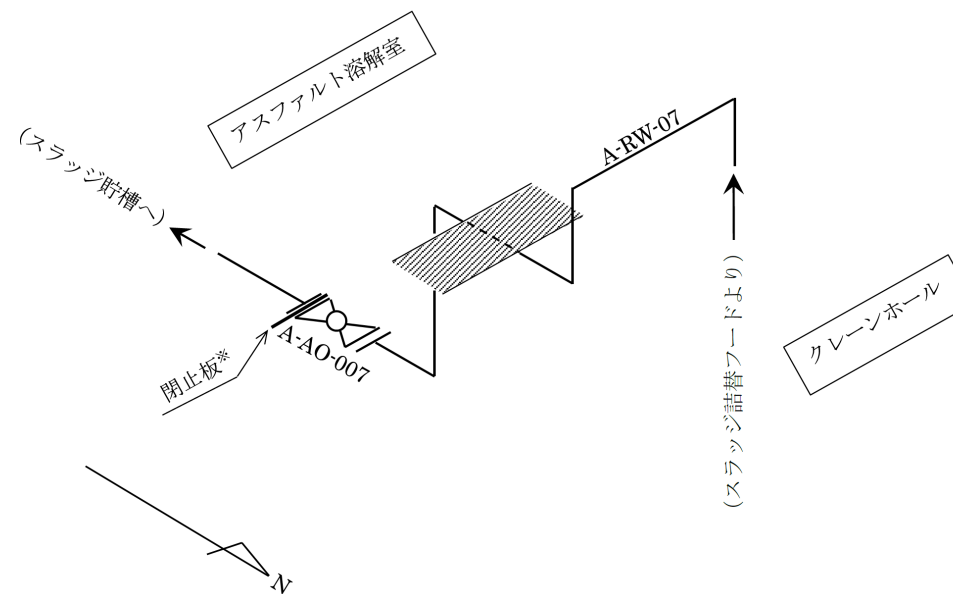 アスファルト溶解室
(スラッジ貯槽へ)
A-RW-07
A-AO-007
閉止板※
(スラッジ詰替フードより)
クレーンホール
N